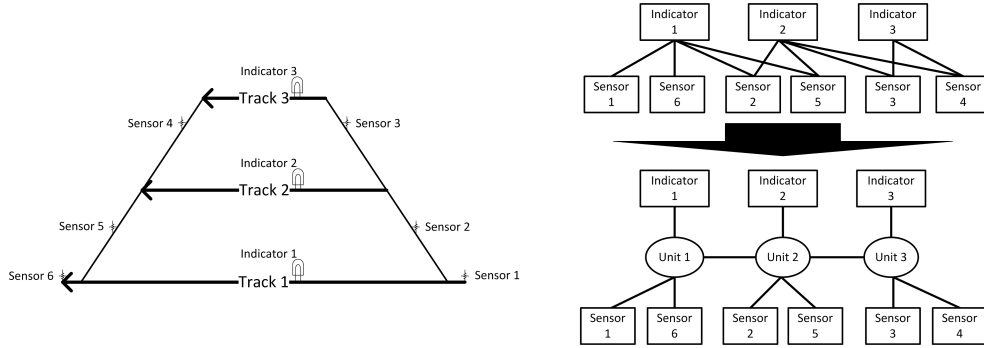 Indicator 3
Track 3
Sensor 4
Sensor 3
Indicator 2
Track 2
Sensor 5
Sensor 2
Indicator 1
Sensor 6
Track 1
Sensor 1
Indicator
1
Indicator
2
Indicator
3
Sensor
1
Sensor
6
Sensor
2
Sensor
5
Sensor
3
Sensor
4
Indicator
1
Indicator
2
Indicator
3
Unit 1
Unit 2
Unit 3
Sensor
1
Sensor
6
Sensor
2
Sensor
5
Sensor
3
Sensor
4